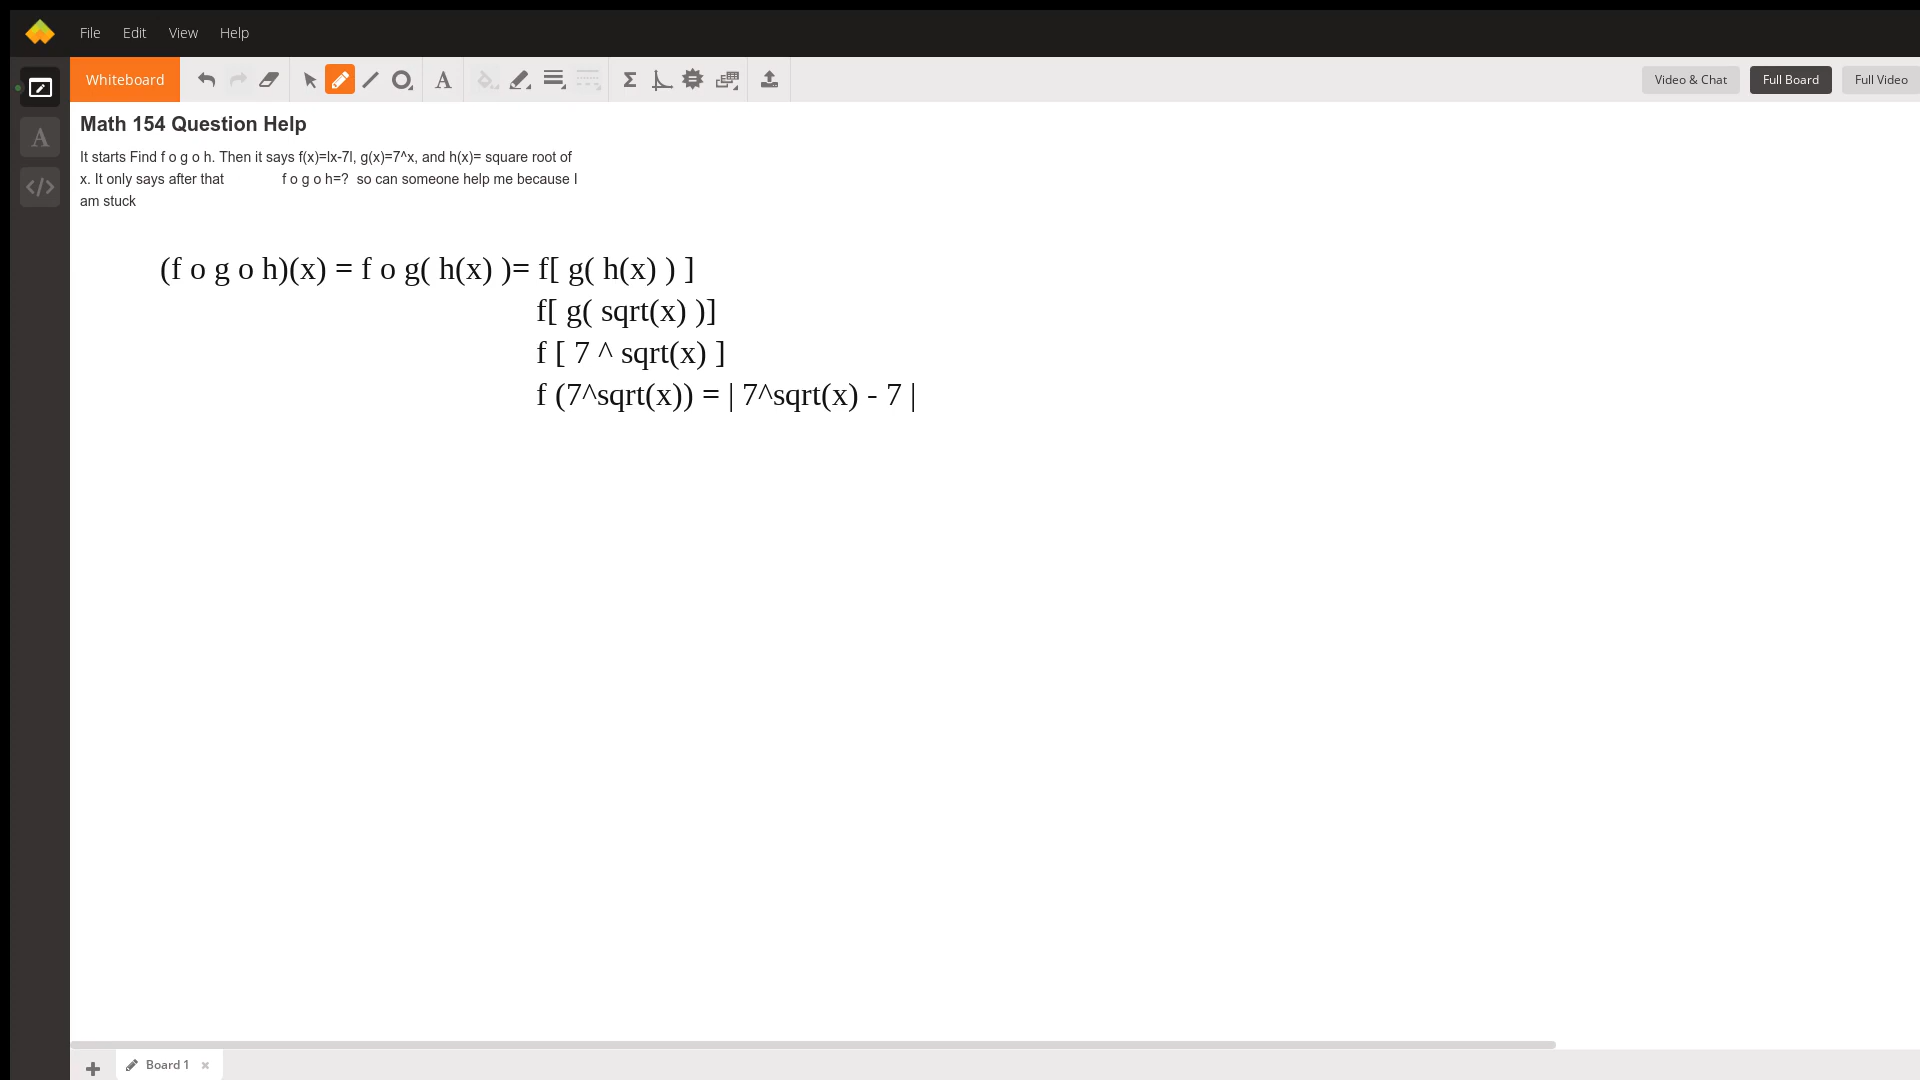 File Edit View Help
Whiteboard
Video & Chat Full Board Full Video
Math 154 Question Help
It starts Find f o g o h. Then it says f(x)=lx-7l, g(x)=7^x, and h(x)= square root of
x. It only says after that f o g o h=? so can someone help me because I
am stuck
(f o g o h)(x) = f o g( h(x) )= f[ g( h(x) ) ]
f[ g( sqrt(x) )]
f [ 7 ^ sqrt(x) ]
f (7^sqrt(x)) = | 7^sqrt(x) - 7 |
Board 1